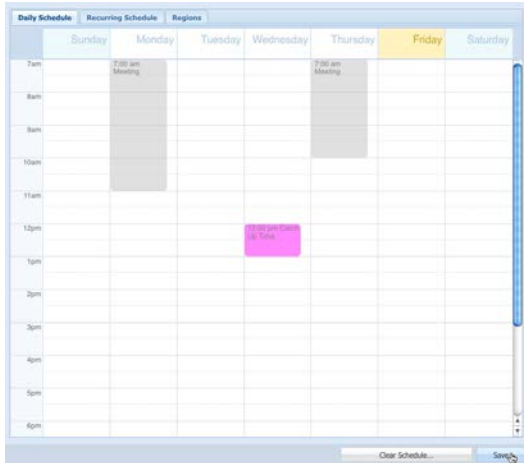 Daily Schedule Recurring Schedule Regions
Sunday Monday Tuesday Wednesday Thursday Friday Saturday
7am
7:00 am
Meeting
7:00 am
Meeting
8am
9am
10am
11am
12pm
12:00 pm Catch
Up Time
1pm
2pm
3pm
4pm
5pm
6pm
Clear Schedule... Save